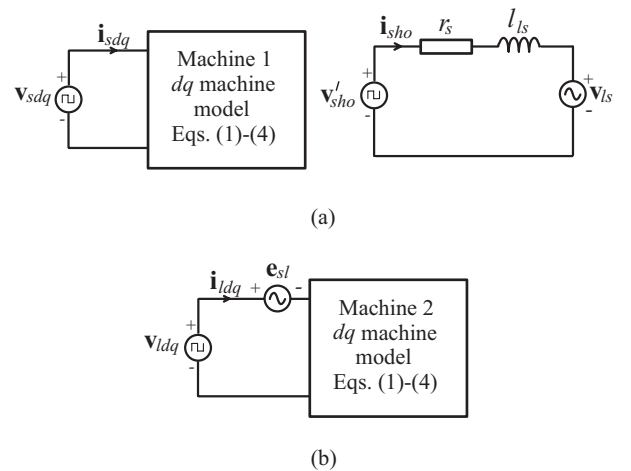 i_sdq
+
v_sdq
-
Machine 1
dq machine
model
Eqs. (1)-(4)
i_sho
r_s
l_ls
+
v'_sho
-
+
v_ls
-
(a)
i_ldq
+ e_sl -
+
v_ldq
-
Machine 2
dq machine
model
Eqs. (1)-(4)
(b)